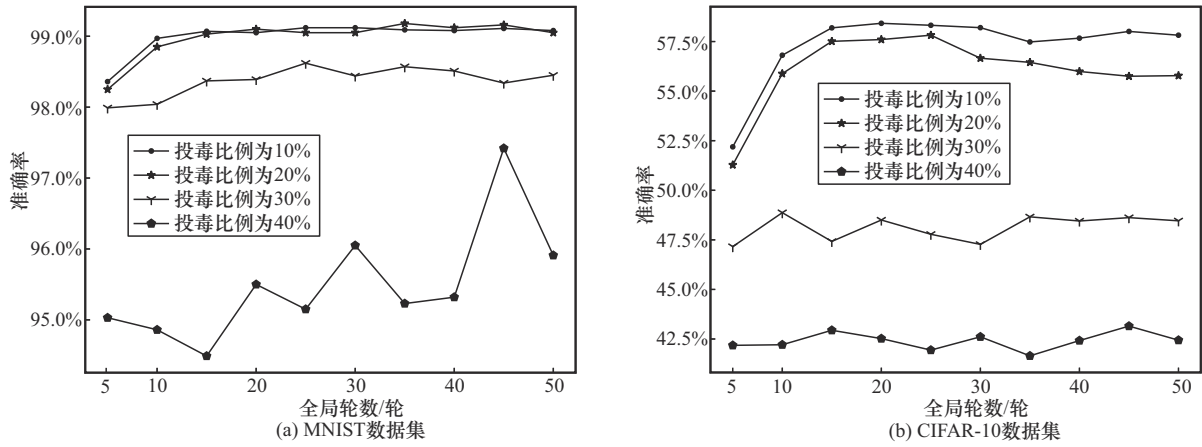 99.0%
98.0%
97.0%
96.0%
95.0%
准确率
投毒比例为10%
投毒比例为20%
投毒比例为30%
投毒比例为40%
5 10 20 30 40 50
全局轮数/轮
(a) MNIST数据集
57.5%
55.0%
52.5%
50.0%
47.5%
45.0%
42.5%
准确率
投毒比例为10%
投毒比例为20%
投毒比例为30%
投毒比例为40%
5 10 20 30 40 50
全局轮数/轮
(b) CIFAR-10数据集